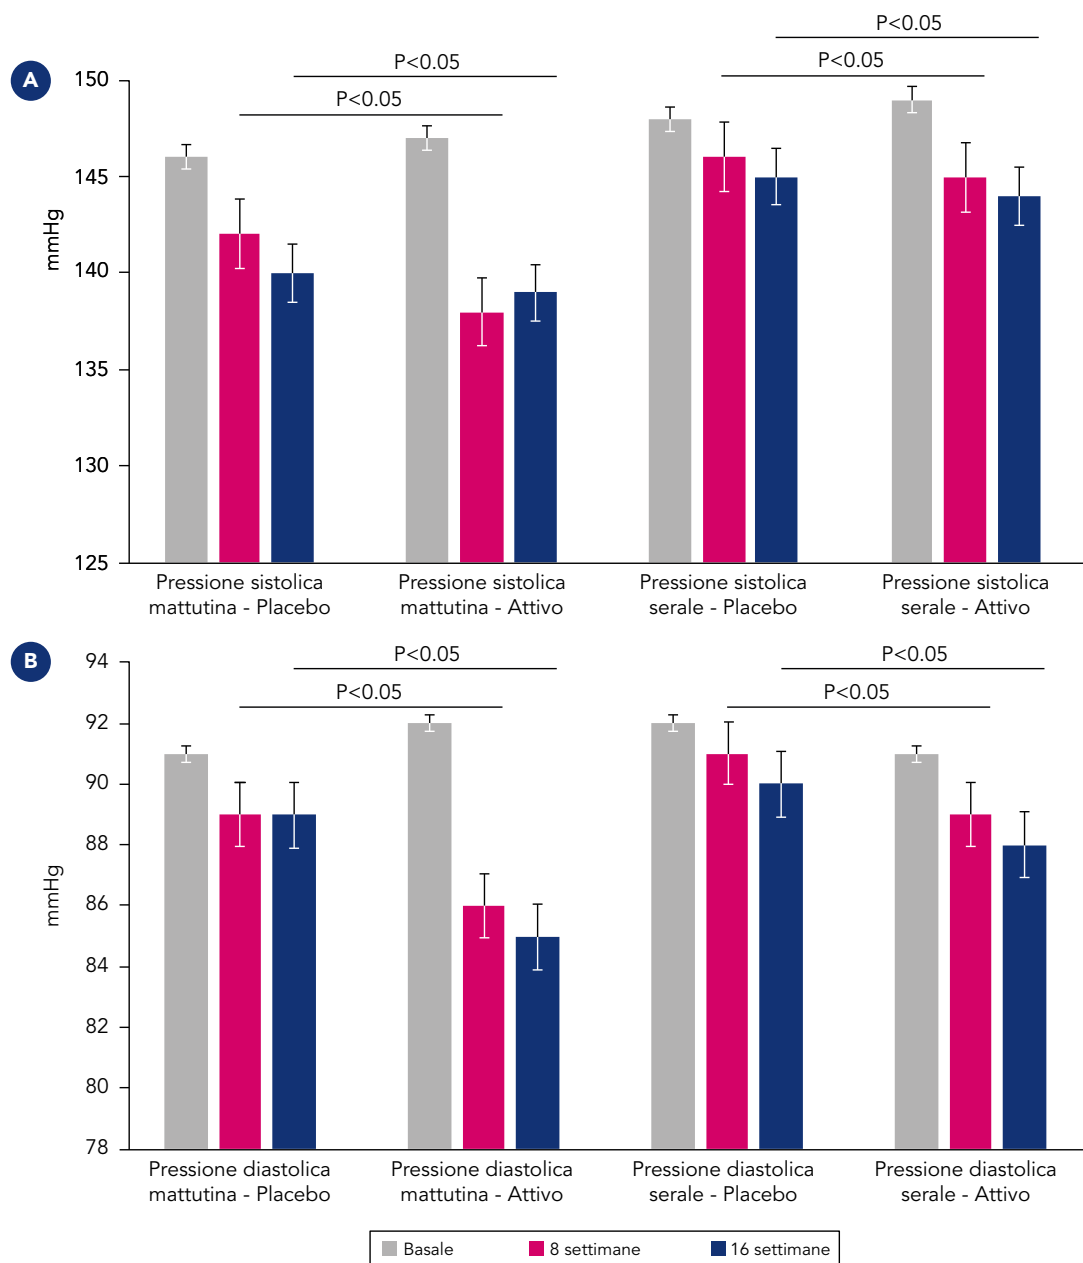 P<0.05
P<0.05
P<0.05
P<0.05
A
150
145
140
135
130
125
mmHg
Pressione sistolica
mattutina - Placebo
Pressione sistolica
mattutina - Attivo
Pressione sistolica
serale - Placebo
Pressione sistolica
serale - Attivo
B
P<0.05
P<0.05
P<0.05
P<0.05
94
92
90
88
86
84
82
80
78
mmHg
Pressione diastolica
mattutina - Placebo
Pressione diastolica
mattutina - Attivo
Pressione diastolica
serale - Placebo
Pressione diastolica
serale - Attivo
Basale
8 settimane
16 settimane